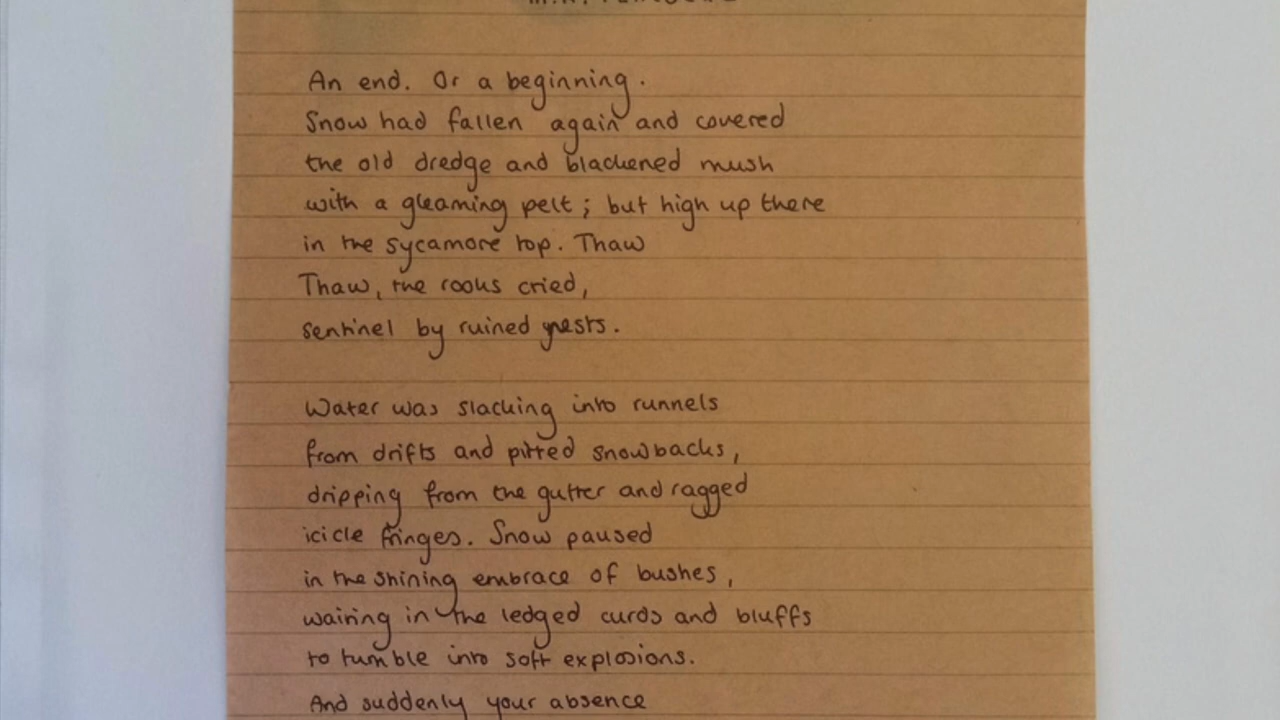 An end. Or a beginning.
Snow had fallen again and covered
the old dredge and blackened mush
with a gleaming pelt; but high up there
in the sycamore top. Thaw
Thaw, the rooks cried,
sentinel by ruined nests.
Water was slacking into runnels
from drifts and pitted snowbacks,
dripping from the gutter and ragged
icicle fringes. Snow paused
in the shining embrace of bushes,
waiting in the ledged curds and bluffs
to tumble into soft explosions.
And suddenly your absence